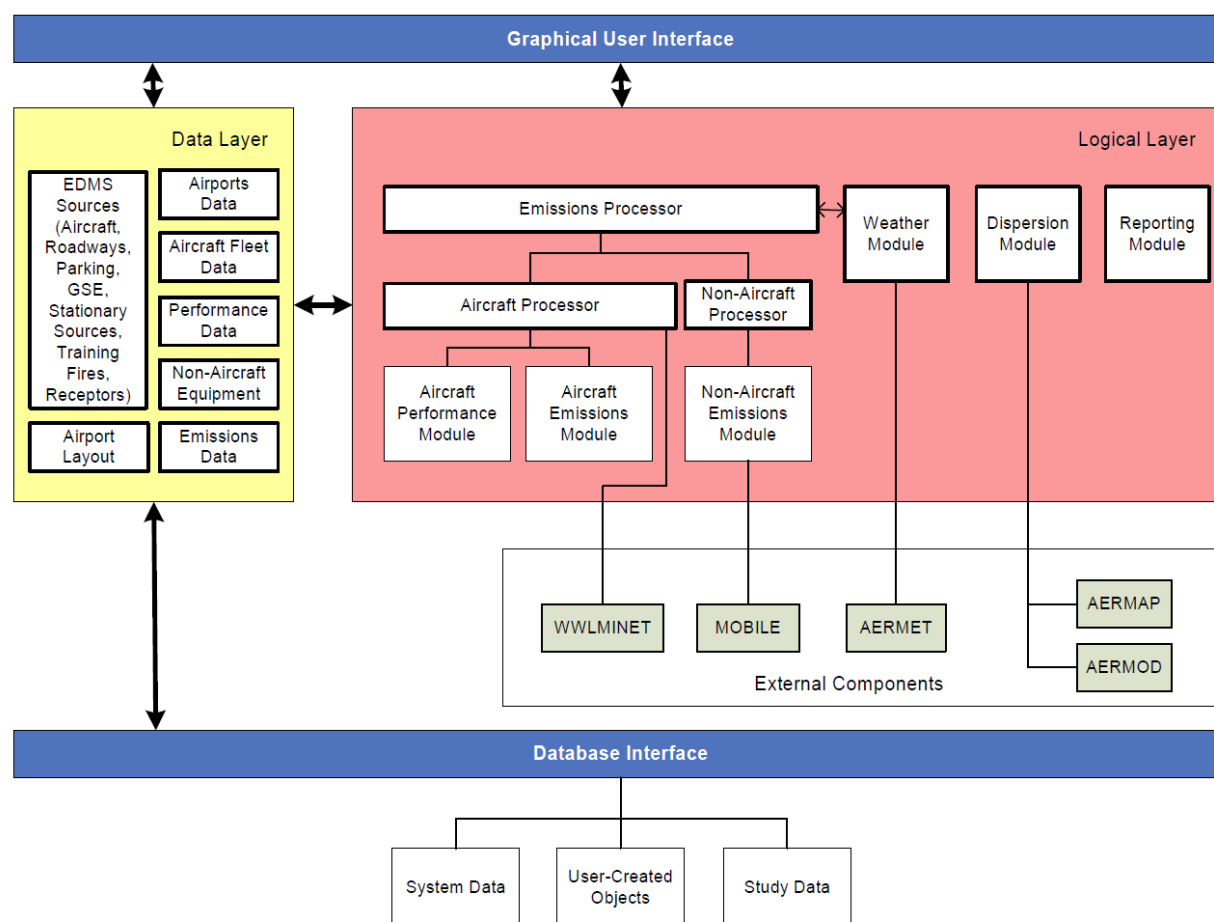 Graphical User Interface
Data Layer
EDMS
Sources
(Aircraft,
Roadways,
Parking,
GSE,
Stationary
Sources,
Training
Fires,
Receptors)
Airports
Data
Aircraft Fleet
Data
Performance
Data
Non-Aircraft
Equipment
Airport
Layout
Emissions
Data
Logical Layer
Emissions Processor
Weather
Module
Dispersion
Module
Reporting
Module
Aircraft Processor
Non-Aircraft
Processor
Aircraft
Performance
Module
Aircraft
Emissions
Module
Non-Aircraft
Emissions
Module
WWLMINET
MOBILE
AERMET
AERMAP
AERMOD
External Components
Database Interface
System Data
User-Created
Objects
Study Data